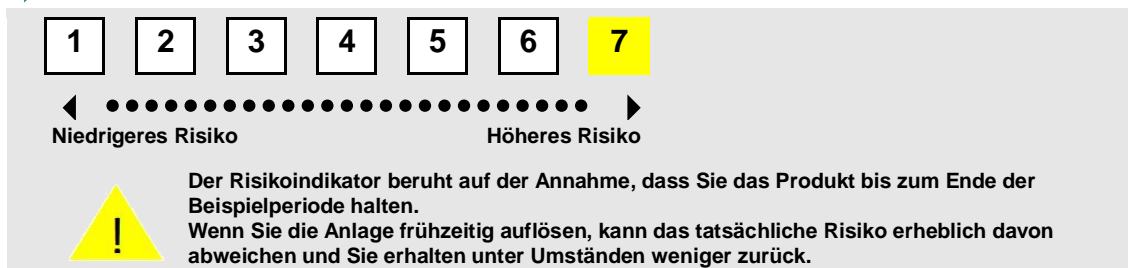 1 2 3 4 5 6 7
Niedrigeres Risiko Höheres Risiko
Der Risikoindikator beruht auf der Annahme, dass Sie das Produkt bis zum Ende der
Beispielperiode halten.
! Wenn Sie die Anlage frühzeitig auflösen, kann das tatsächliche Risiko erheblich davon
abweichen und Sie erhalten unter Umständen weniger zurück.